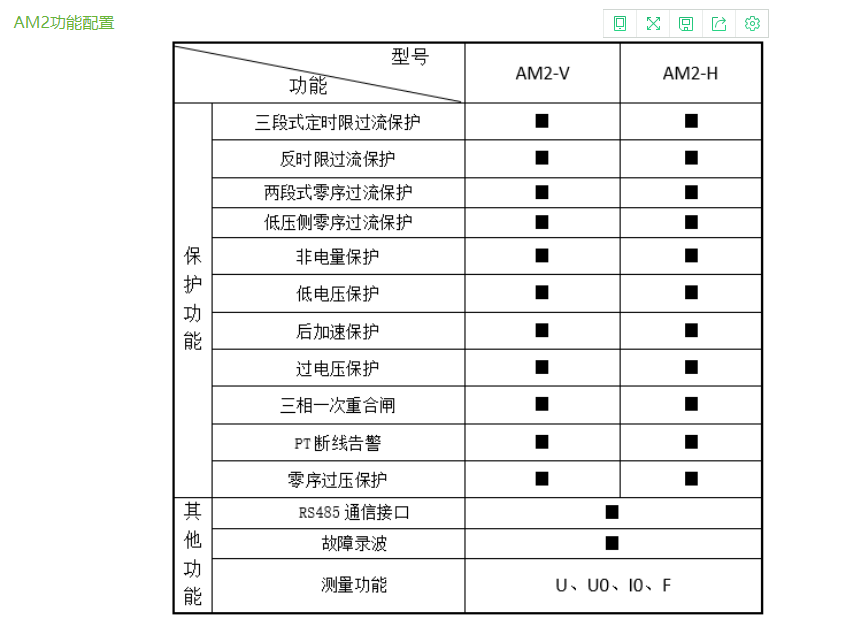 AM2功能配置
型号
功能
AM2-V
AM2-H
保护功能
三段式定时限过流保护
■
■
反时限过流保护
■
■
两段式零序过流保护
■
■
低压侧零序过流保护
■
■
非电量保护
■
■
低电压保护
■
■
后加速保护
■
■
过电压保护
■
■
三相一次重合闸
■
■
PT断线告警
■
■
零序过压保护
■
■
其他功能
RS485通信接口
■
故障录波
■
测量功能
U、U0、I0、F